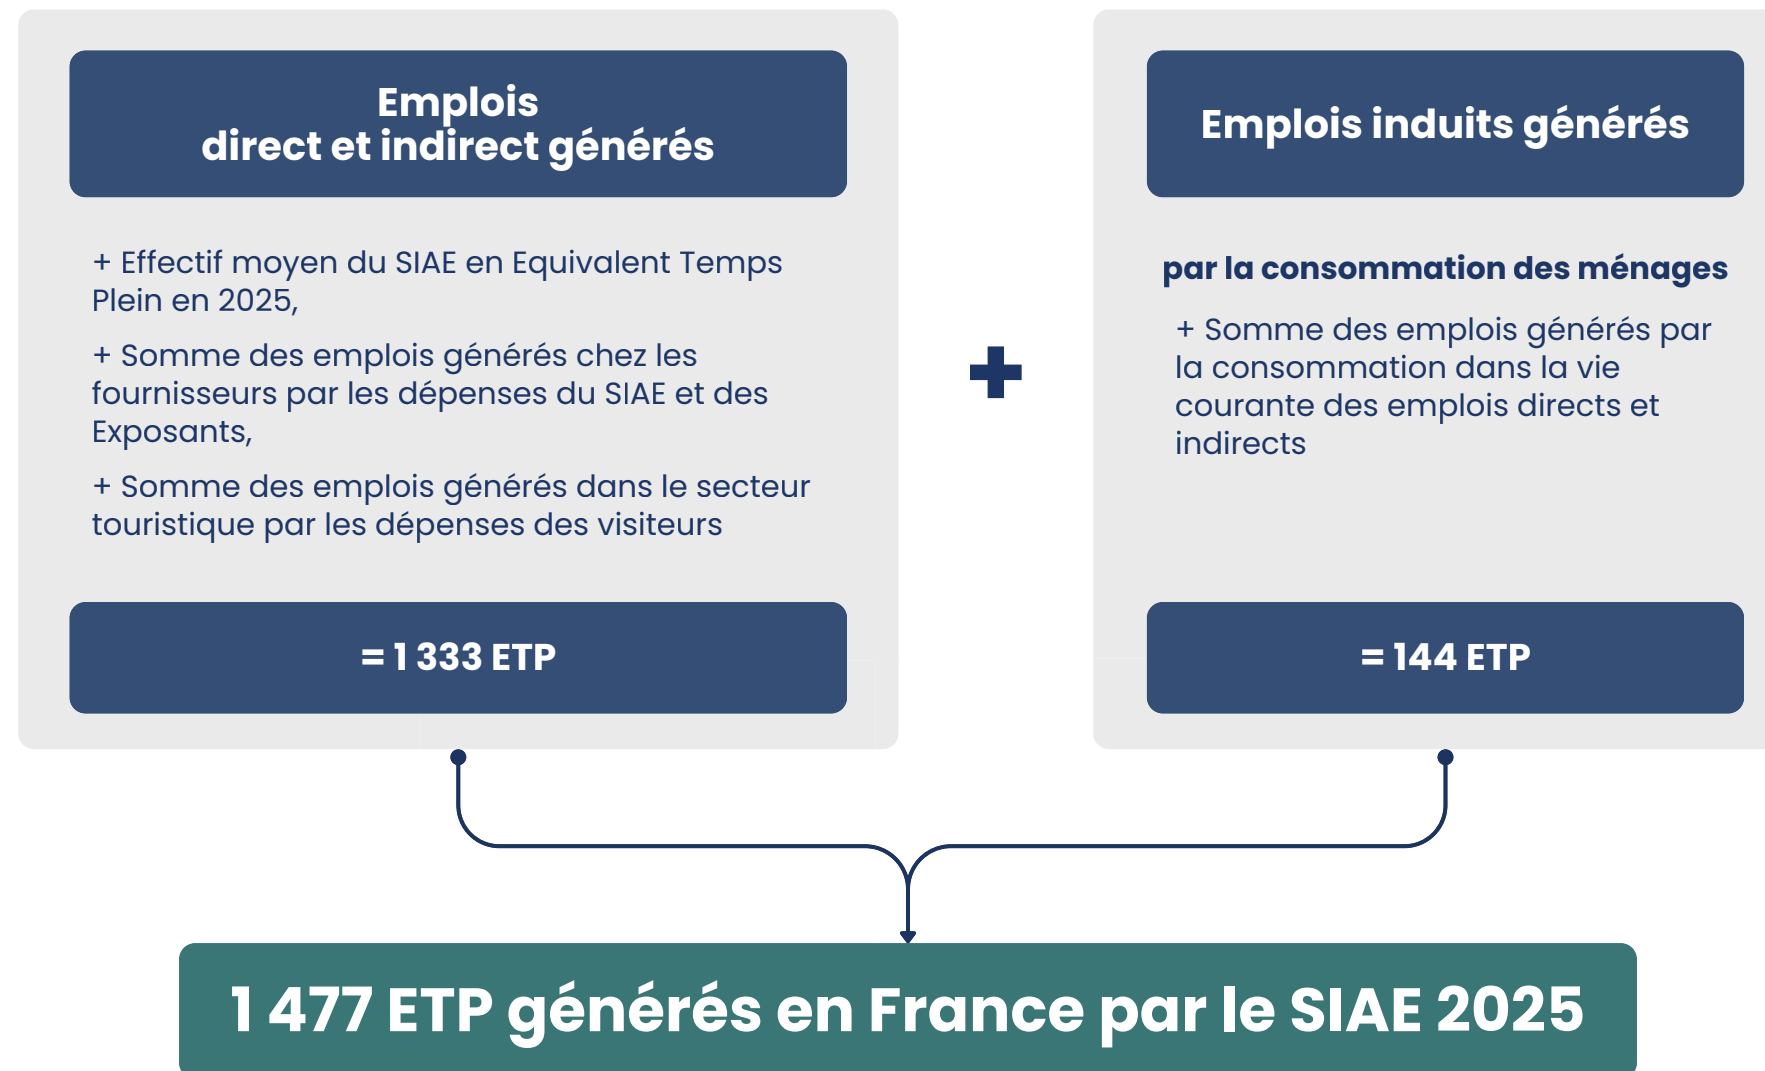 Emplois
direct et indirect générés
+ Effectif moyen du SIAE en Equivalent Temps
Plein en 2025,
+ Somme des emplois générés chez les
fournisseurs par les dépenses du SIAE et des
Exposants,
+ Somme des emplois générés dans le secteur
touristique par les dépenses des visiteurs
= 1 333 ETP
Emplois induits générés
par la consommation des ménages
+ Somme des emplois générés par
la consommation dans la vie
courante des emplois directs et
indirects
= 144 ETP
1 477 ETP générés en France par le SIAE 2025